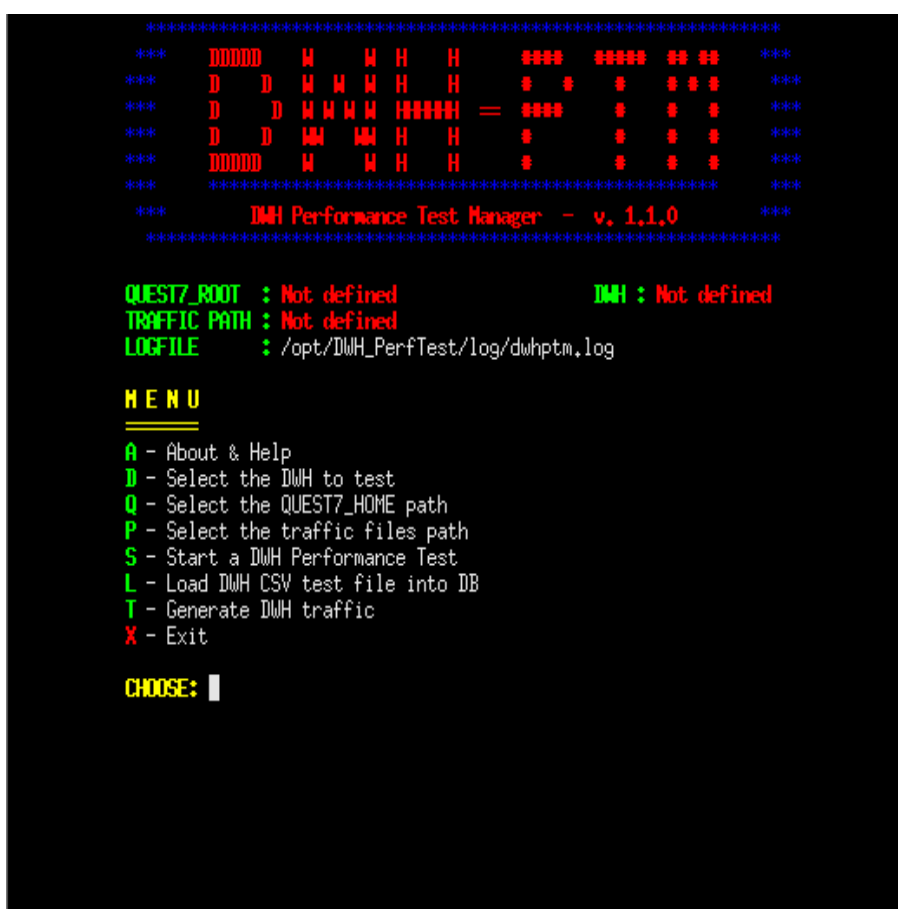 DWH-PTM
DWH Performance Test Manager - v. 1.1.0
QUEST7_ROOT : Not defined DWH : Not defined
TRAFFIC PATH : Not defined
LOGFILE : /opt/DWH_PerfTest/log/dwhptm.log
M E N U
A - About & Help
D - Select the DWH to test
Q - Select the QUEST7_HOME path
P - Select the traffic files path
S - Start a DWH Performance Test
L - Load DWH CSV test file into DB
T - Generate DWH traffic
X - Exit
CHOOSE: